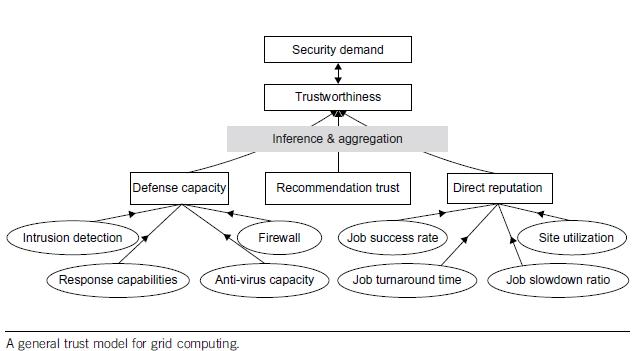 Security demand
Trustworthiness
Inference & aggregation
Defense capacity
Recommendation trust
Direct reputation
Intrusion detection
Firewall
Job success rate
Site utilization
Response capabilities
Anti-virus capacity
Job turnaround time
Job slowdown ratio
A general trust model for grid computing.